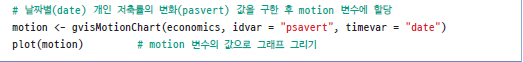 # 날짜별(date) 개인 저축률의 변화(pasvert) 값을 구한 후 motion 변수에 할당
motion <- gvisMotionChart(economics, idvar = "psavert", timevar = "date")
plot(motion) # motion 변수의 값으로 그래프 그리기